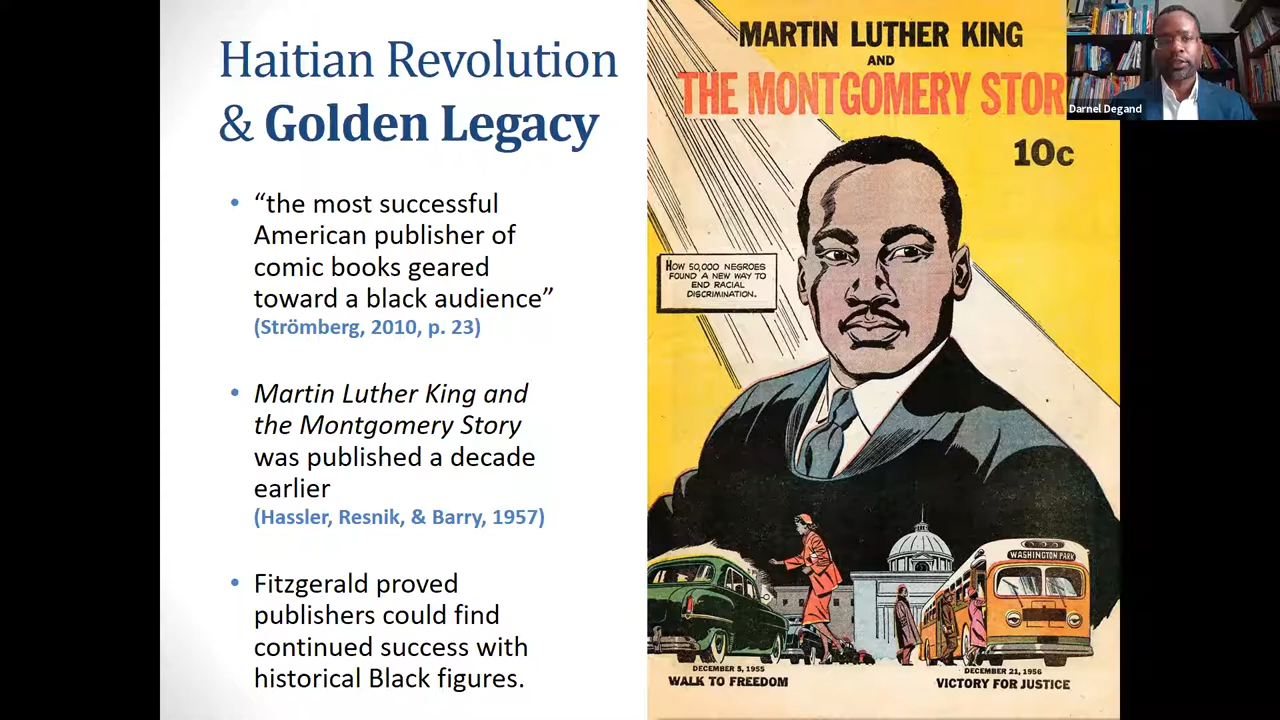 Haitian Revolution
& Golden Legacy
• “the most successful
American publisher of
comic books geared
toward a black audience”
(Strömberg, 2010, p. 23)
• Martin Luther King and
the Montgomery Story
was published a decade
earlier
(Hassler, Resnik, & Barry, 1957)
• Fitzgerald proved
publishers could find
continued success with
historical Black figures.
MARTIN LUTHER KING
AND
THE MONTGOMERY STOR
10c
HOW 50,000 NEGROES
FOUND A NEW WAY TO
END RACIAL
DISCRIMINATION.
WASHINGTON PARK
DECEMBER 5, 1955
WALK TO FREEDOM
DECEMBER 21, 1956
VICTORY FOR JUSTICE
Darnel Degand